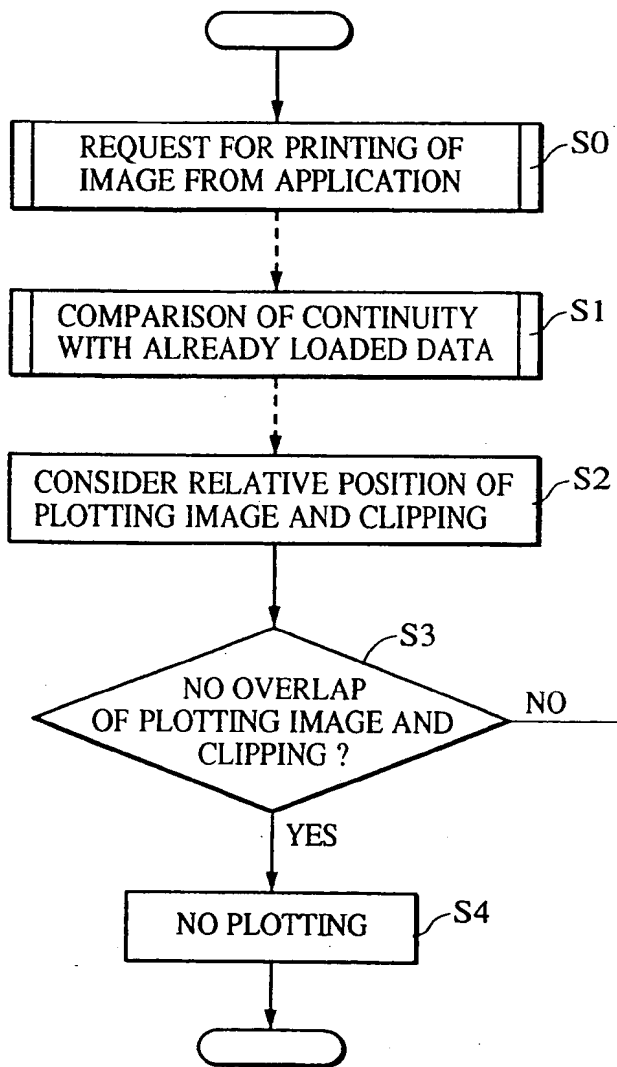 REQUEST FOR PRINTING OF
IMAGE FROM APPLICATION
S0
COMPARISON OF CONTINUITY
WITH ALREADY LOADED DATA
S1
CONSIDER RELATIVE POSITION OF
PLOTTING IMAGE AND CLIPPING
S2
S3
NO OVERLAP
OF PLOTTING IMAGE AND
CLIPPING ?
NO
YES
NO PLOTTING
S4